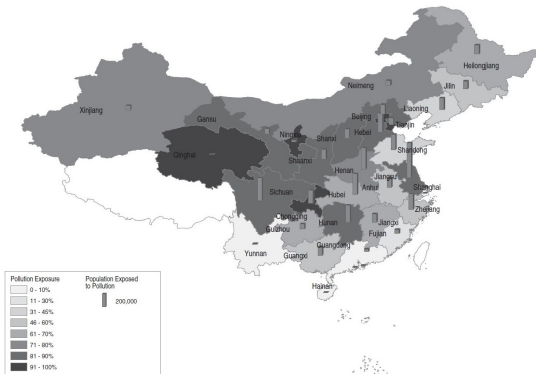 Heilongjiang
Jilin
Neimeng
Liaoning
Xinjiang
Gansu
Beijing
Tianjin
Ningxia
Shanxi
Hebei
Qinghai
Shandong
Shaanxi
Henan
Jiangsu
Sichuan
Anhui
Shanghai
Hubei
Zhejiang
Chongqing
Hunan
Jiangxi
Guizhou
Fujian
Yunnan
Guangxi
Guangdong
Hainan
Pollution Exposure
0 - 10%
11 - 30%
31 - 45%
46 - 60%
61 - 70%
71 - 80%
81 - 90%
91 - 100%
Population Exposed
to Pollution
200,000